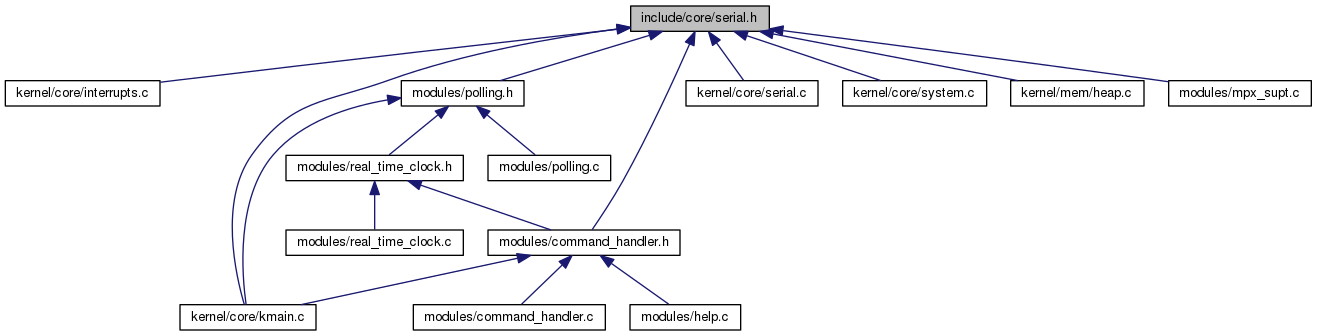 include/core/serial.h
kernel/core/interrupts.c
modules/polling.h
kernel/core/serial.c
kernel/core/system.c
kernel/mem/heap.c
modules/mpx_supt.c
modules/real_time_clock.h
modules/polling.c
modules/real_time_clock.c
modules/command_handler.h
kernel/core/kmain.c
modules/command_handler.c
modules/help.c